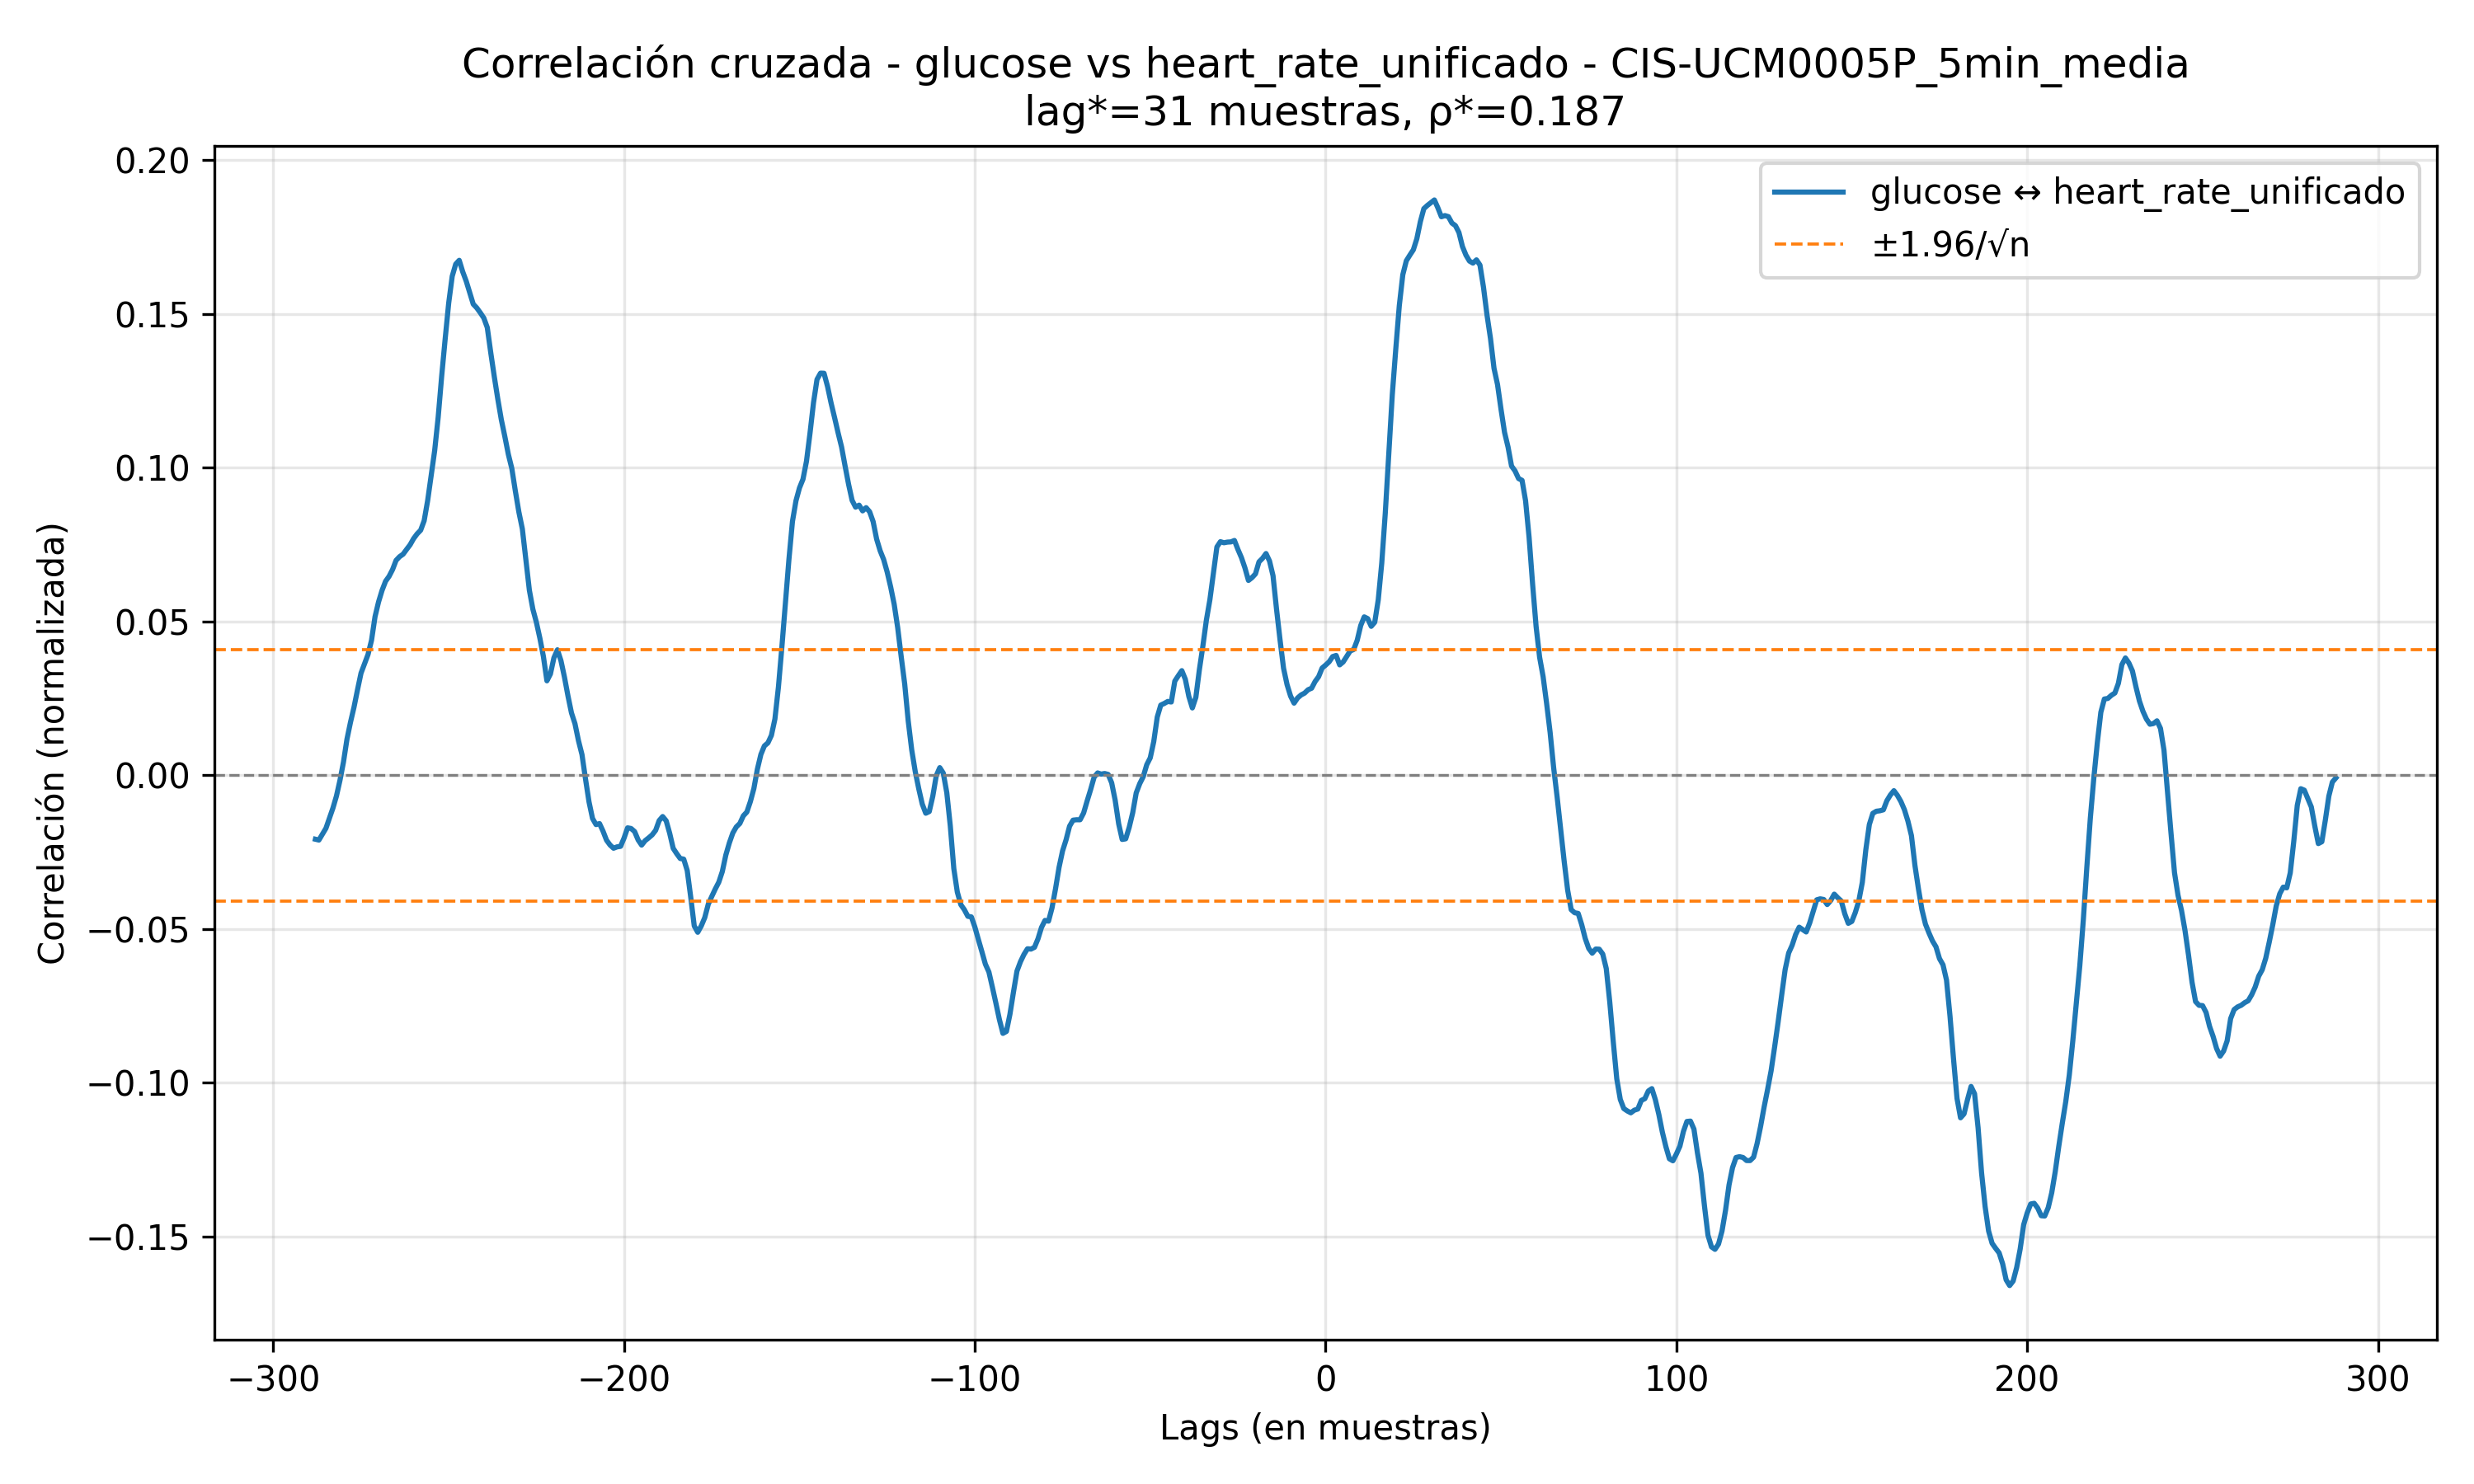 Correlación cruzada - glucose vs heart_rate_unificado - CIS-UCM0005P_5min_media
lag*=31 muestras, ρ*=0.187
glucose ↔ heart_rate_unificado
±1.96/√n
Correlación (normalizada)
0.20
0.15
0.10
0.05
0.00
−0.05
−0.10
−0.15
−300
−200
−100
0
100
200
300
Lags (en muestras)